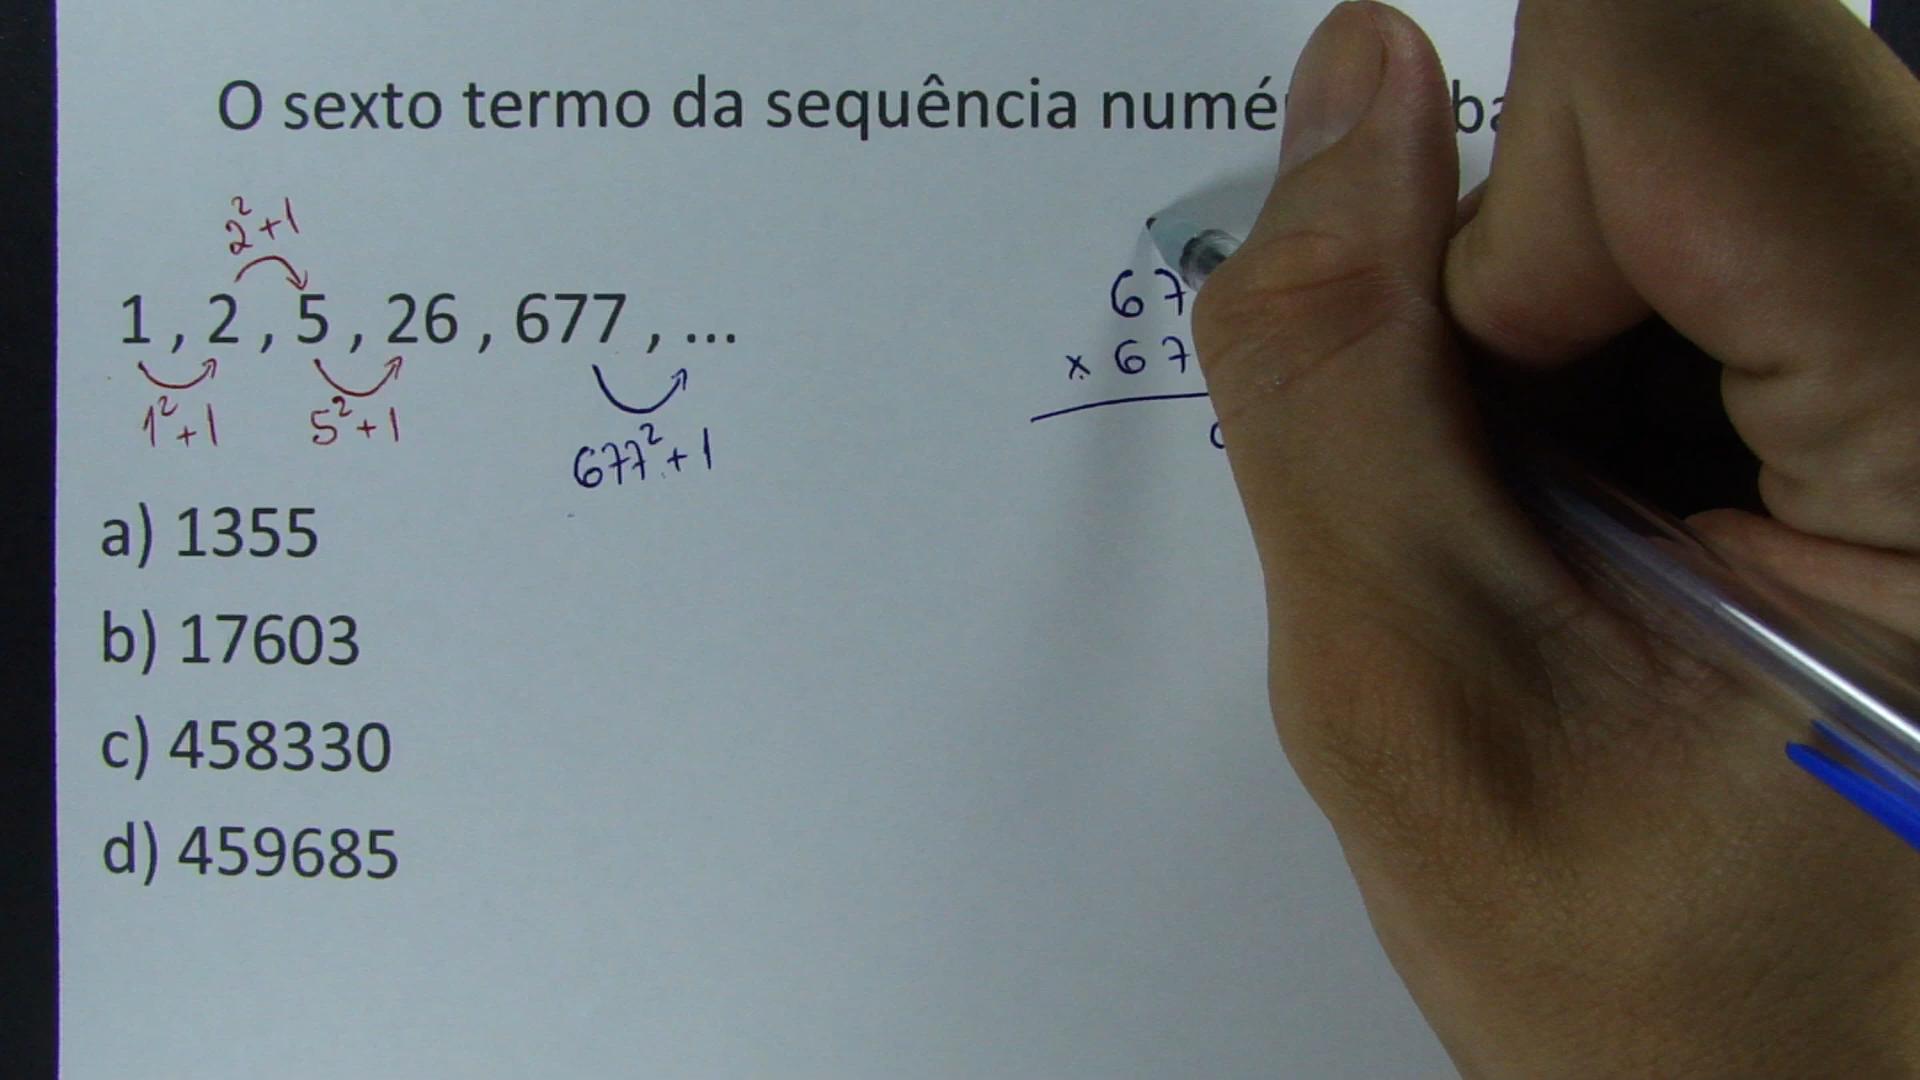 O sexto termo da sequência
2²+1
1 , 2 , 5 , 26 , 677 , ...
1²+1 5²+1
677²+1
67
x 67
a) 1355
b) 17603
c) 458330
d) 459685